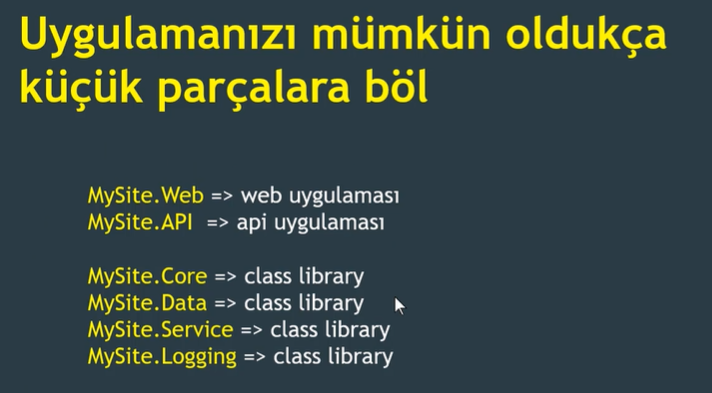 Uygulamanızı mümkün oldukça
küçük parçalara böl
MySite.Web => web uygulaması
MySite.API => api uygulaması
MySite.Core => class library
MySite.Data => class library
MySite.Service => class library
MySite.Logging => class library